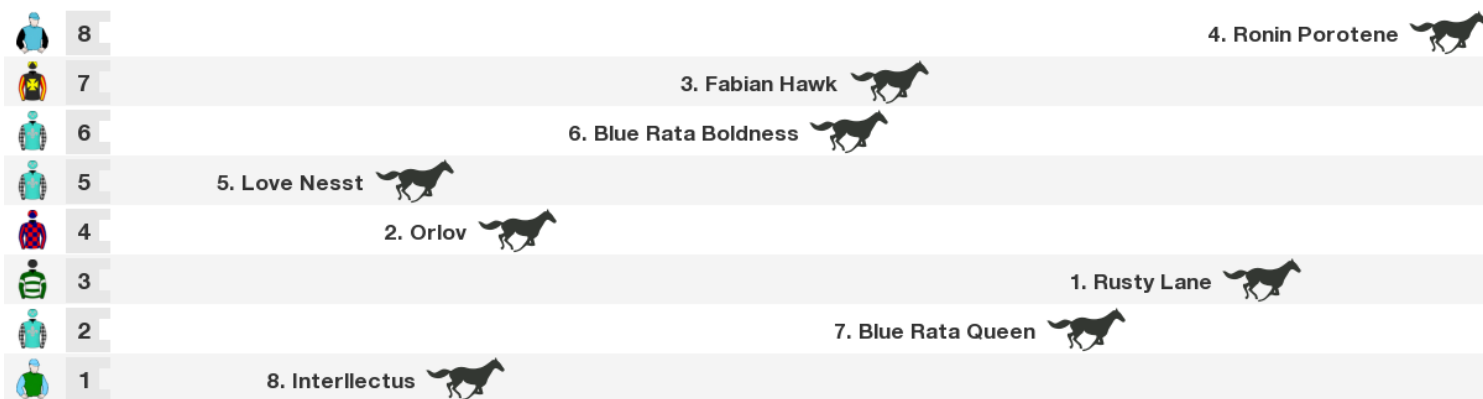 8 4. Ronin Porotene
7 3. Fabian Hawk
6 6. Blue Rata Boldness
5 5. Love Nesst
4 2. Orlov
3 1. Rusty Lane
2 7. Blue Rata Queen
1 8. Interllectus